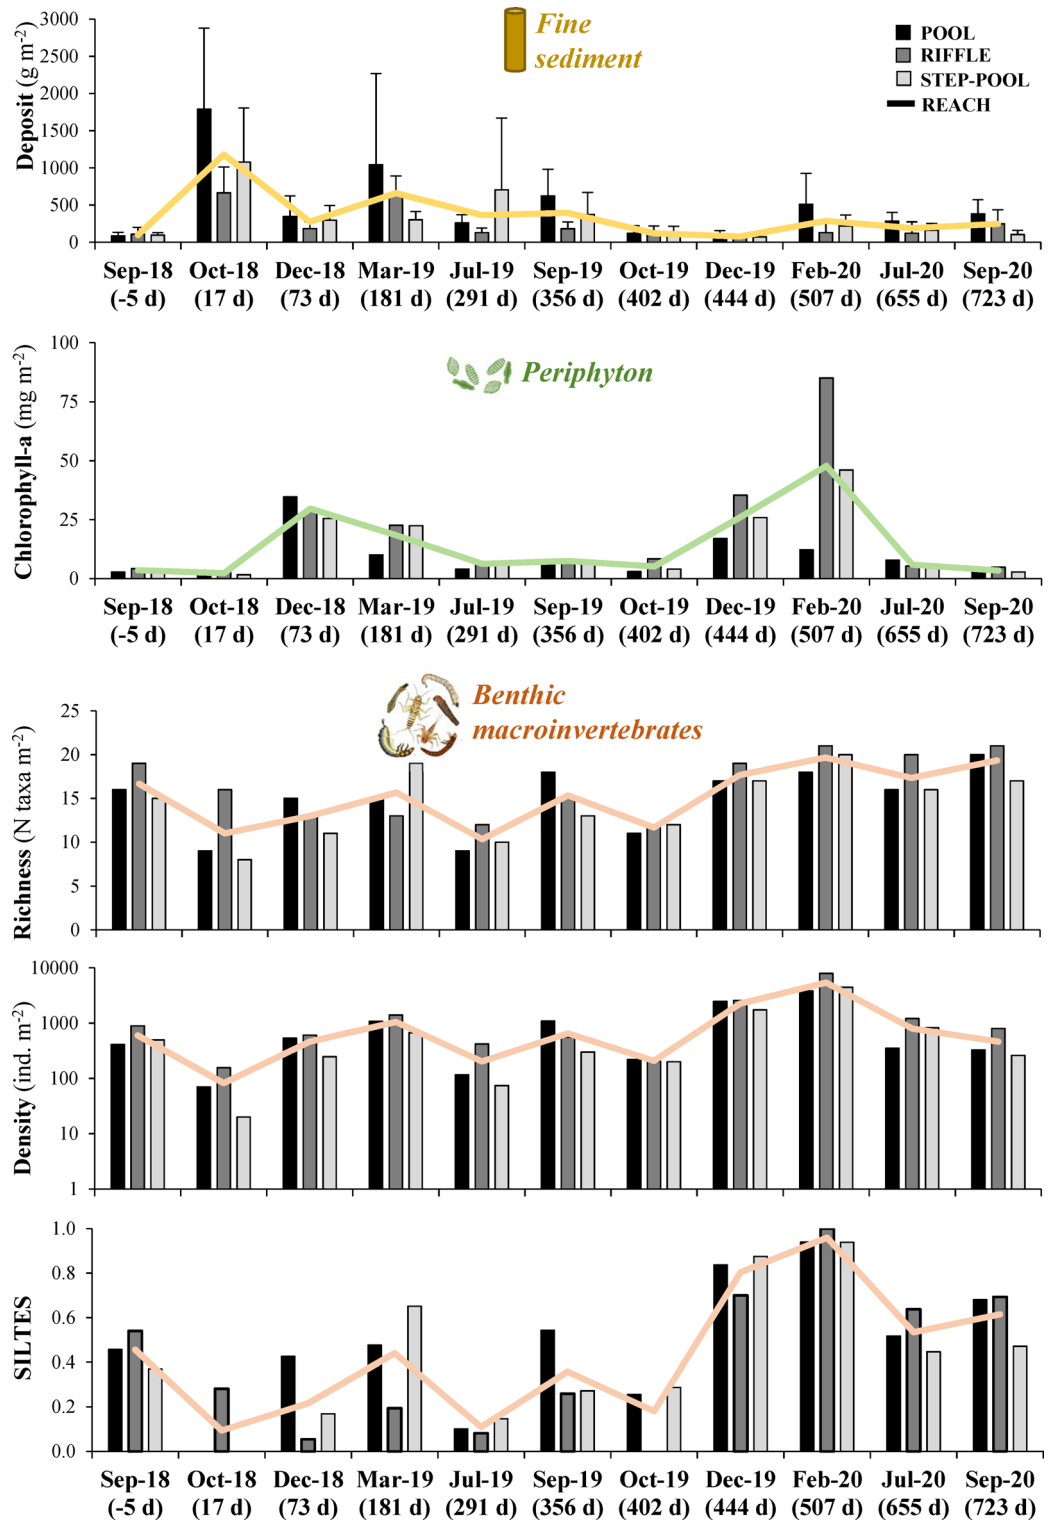 Fine
sediment
POOL
RIFFLE
STEP-POOL
REACH
Deposit (g m-2)
3000
2500
2000
1500
1000
500
0
Sep-18 Oct-18 Dec-18 Mar-19 Jul-19 Sep-19 Oct-19 Dec-19 Feb-20 Jul-20 Sep-20
(-5 d) (17 d) (73 d) (181 d) (291 d) (356 d) (402 d) (444 d) (507 d) (655 d) (723 d)
Periphyton
Chlorophyll-a (mg m-2)
100
75
50
25
0
Sep-18 Oct-18 Dec-18 Mar-19 Jul-19 Sep-19 Oct-19 Dec-19 Feb-20 Jul-20 Sep-20
(-5 d) (17 d) (73 d) (181 d) (291 d) (356 d) (402 d) (444 d) (507 d) (655 d) (723 d)
Benthic
macroinvertebrates
Richness (N taxa m-2)
25
20
15
10
5
0
Density (ind. m-2)
10000
1000
100
10
1
SILTES
1.0
0.8
0.6
0.4
0.2
0.0
Sep-18 Oct-18 Dec-18 Mar-19 Jul-19 Sep-19 Oct-19 Dec-19 Feb-20 Jul-20 Sep-20
(-5 d) (17 d) (73 d) (181 d) (291 d) (356 d) (402 d) (444 d) (507 d) (655 d) (723 d)